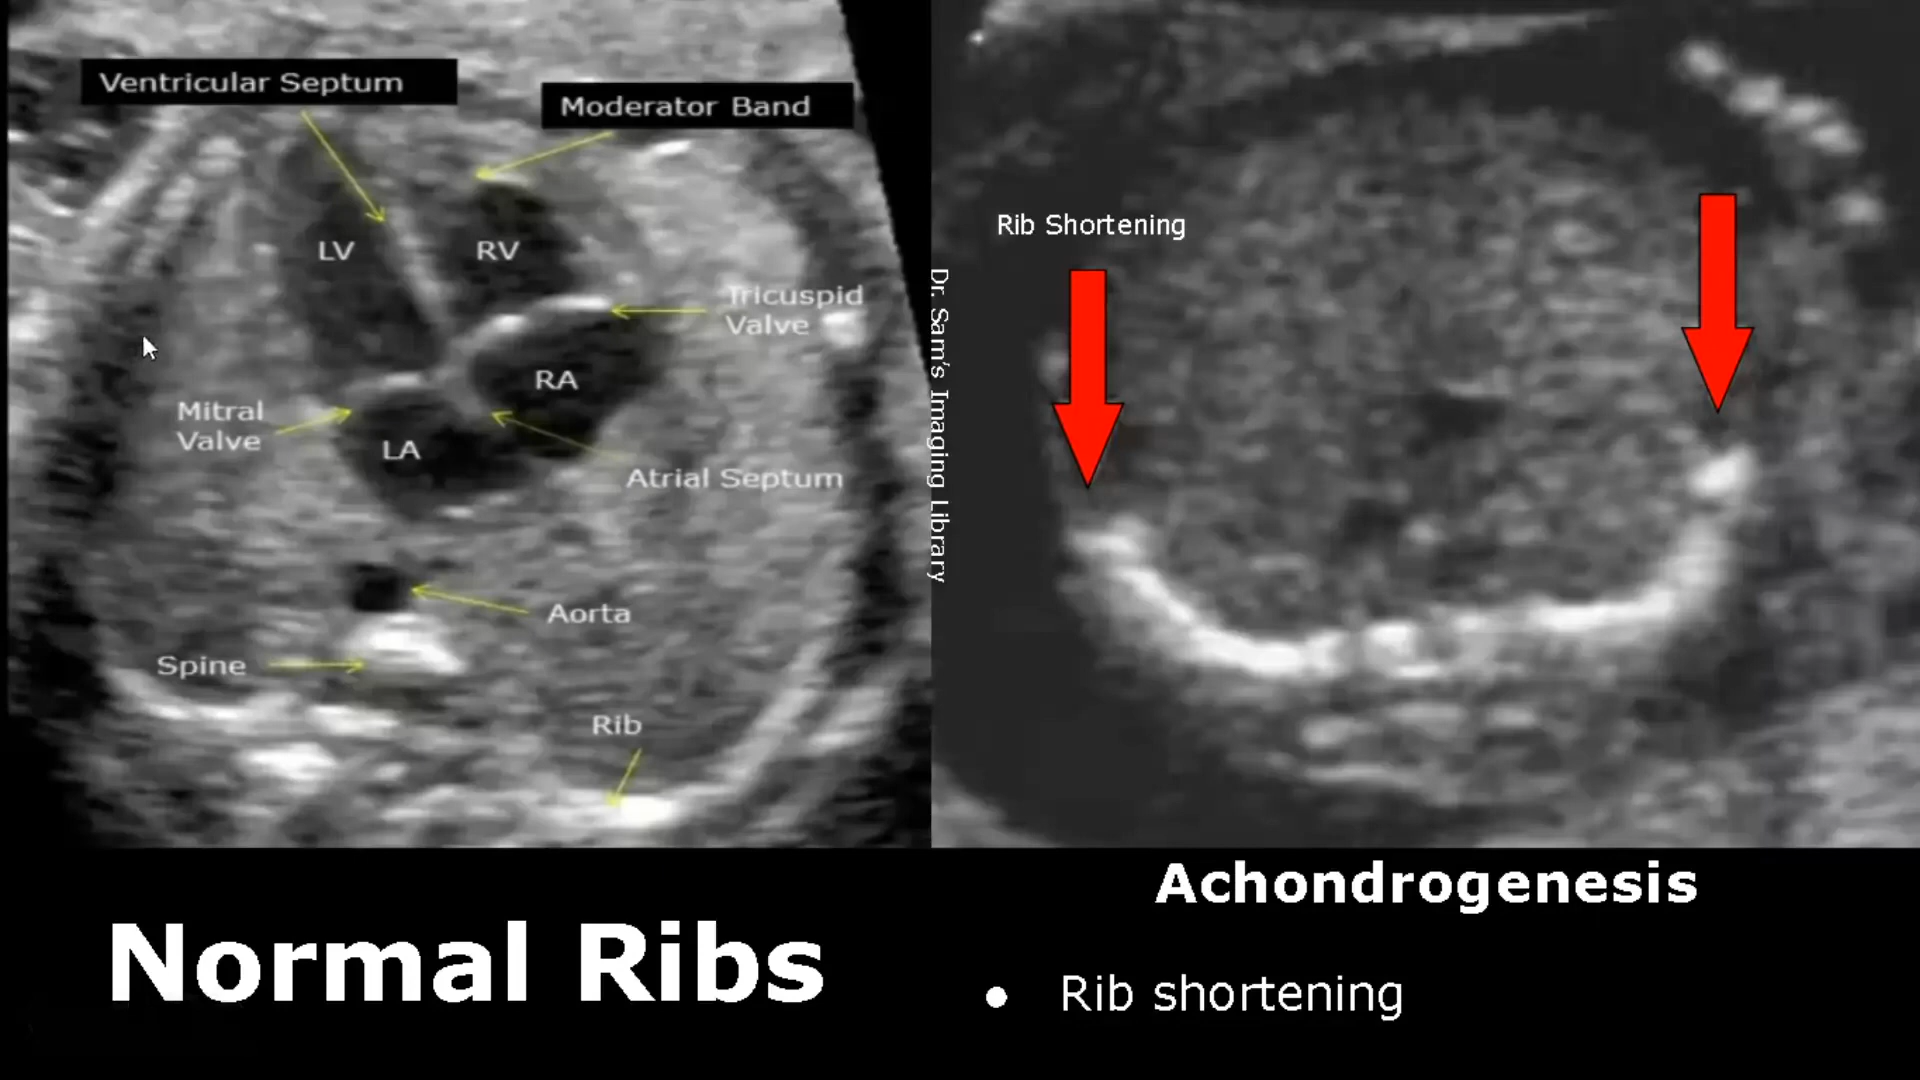 Ventricular Septum
Moderator Band
LV
RV
Tricuspid
Valve
RA
Mitral
Valve
LA
Atrial Septum
Aorta
Spine
Rib
Dr. Sam's Imaging Library
Rib Shortening
Normal Ribs
Achondrogenesis
• Rib shortening